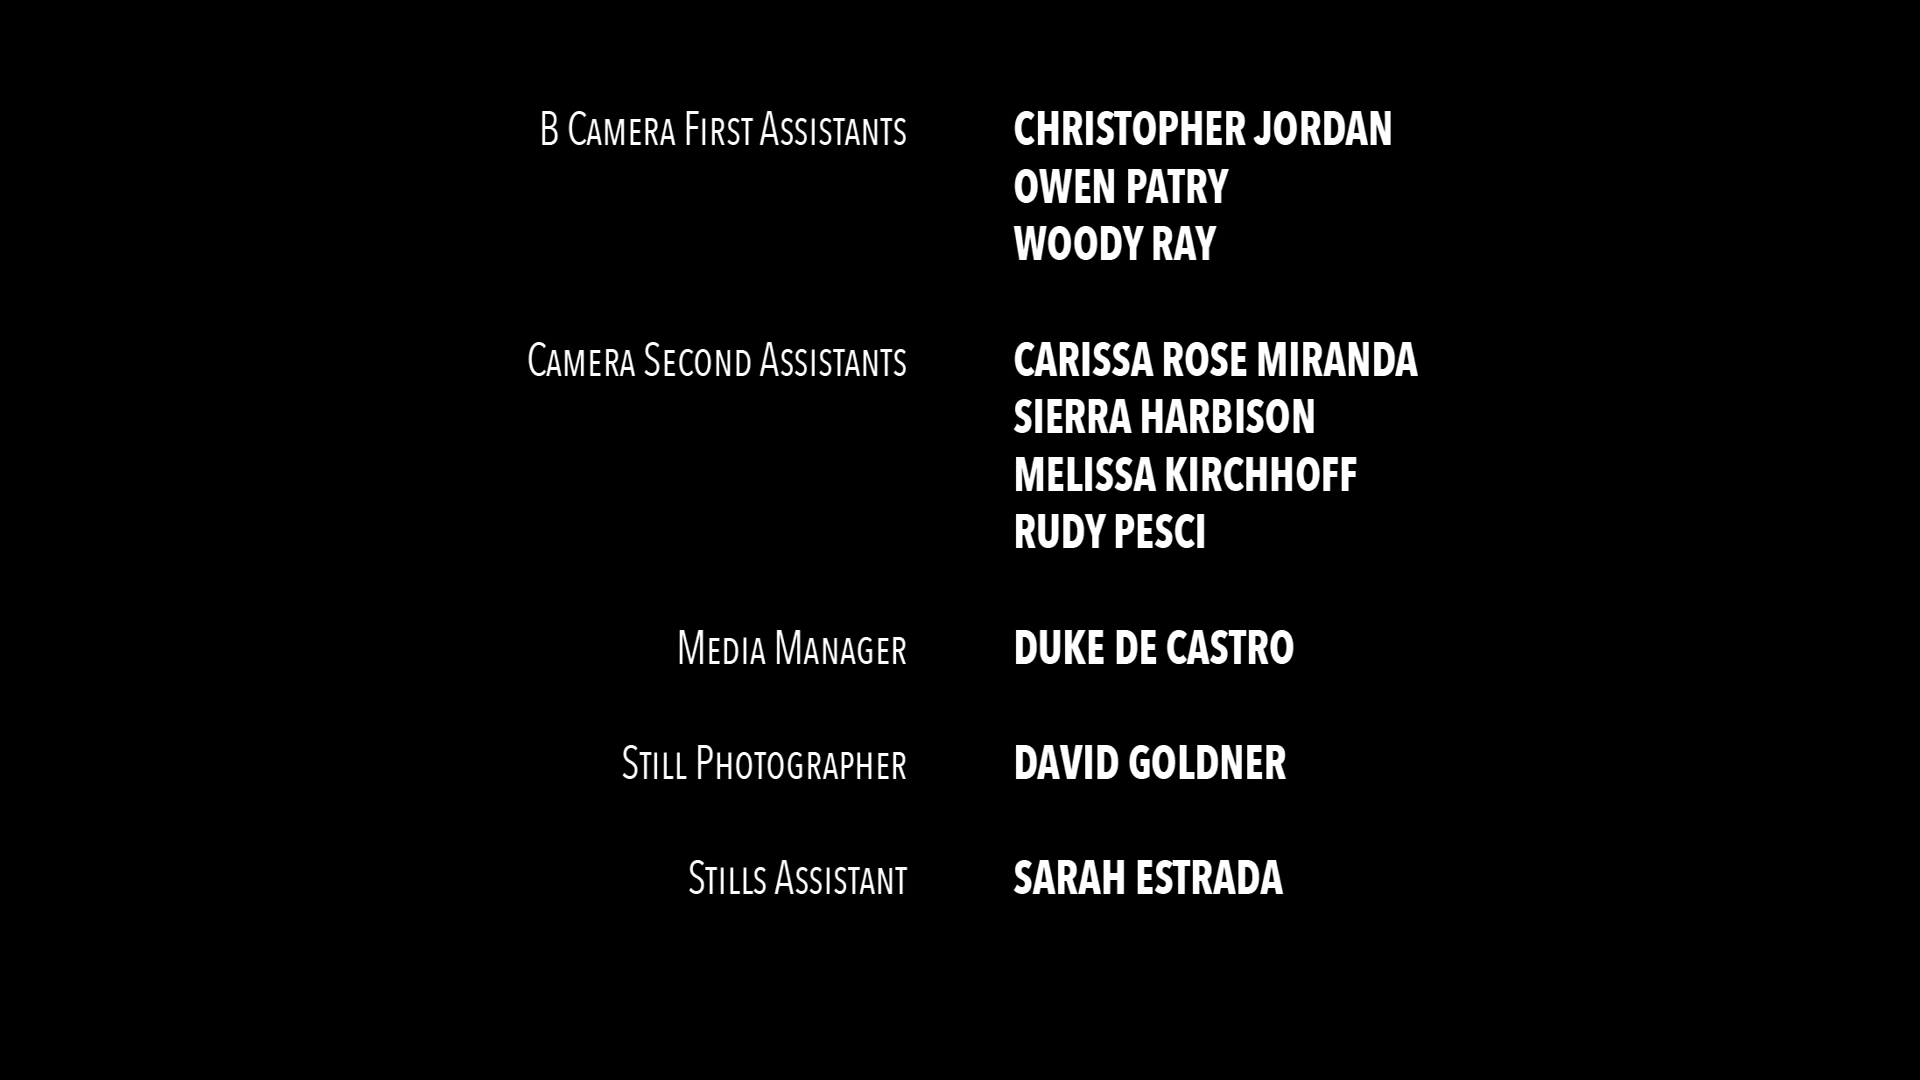 B Camera First Assistants CHRISTOPHER JORDAN
OWEN PATRY
WOODY RAY
Camera Second Assistants CARISSA ROSE MIRANDA
SIERRA HARBISON
MELISSA KIRCHHOFF
RUDY PESCI
Media Manager DUKE DE CASTRO
Still Photographer DAVID GOLDNER
Stills Assistant SARAH ESTRADA